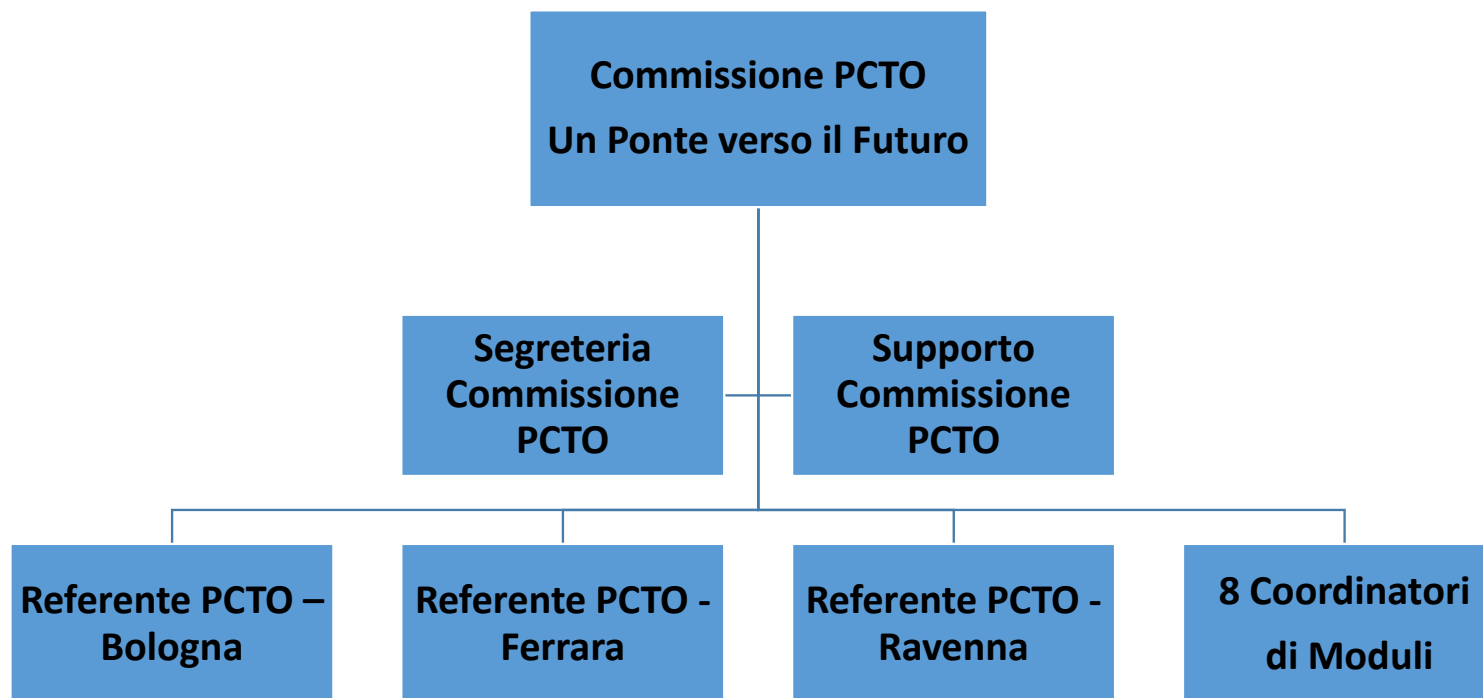 Commissione PCTO
Un Ponte verso il Futuro
Segreteria
Commissione
PCTO
Supporto
Commissione
PCTO
Referente PCTO –
Bologna
Referente PCTO -
Ferrara
Referente PCTO -
Ravenna
8 Coordinatori
di Moduli